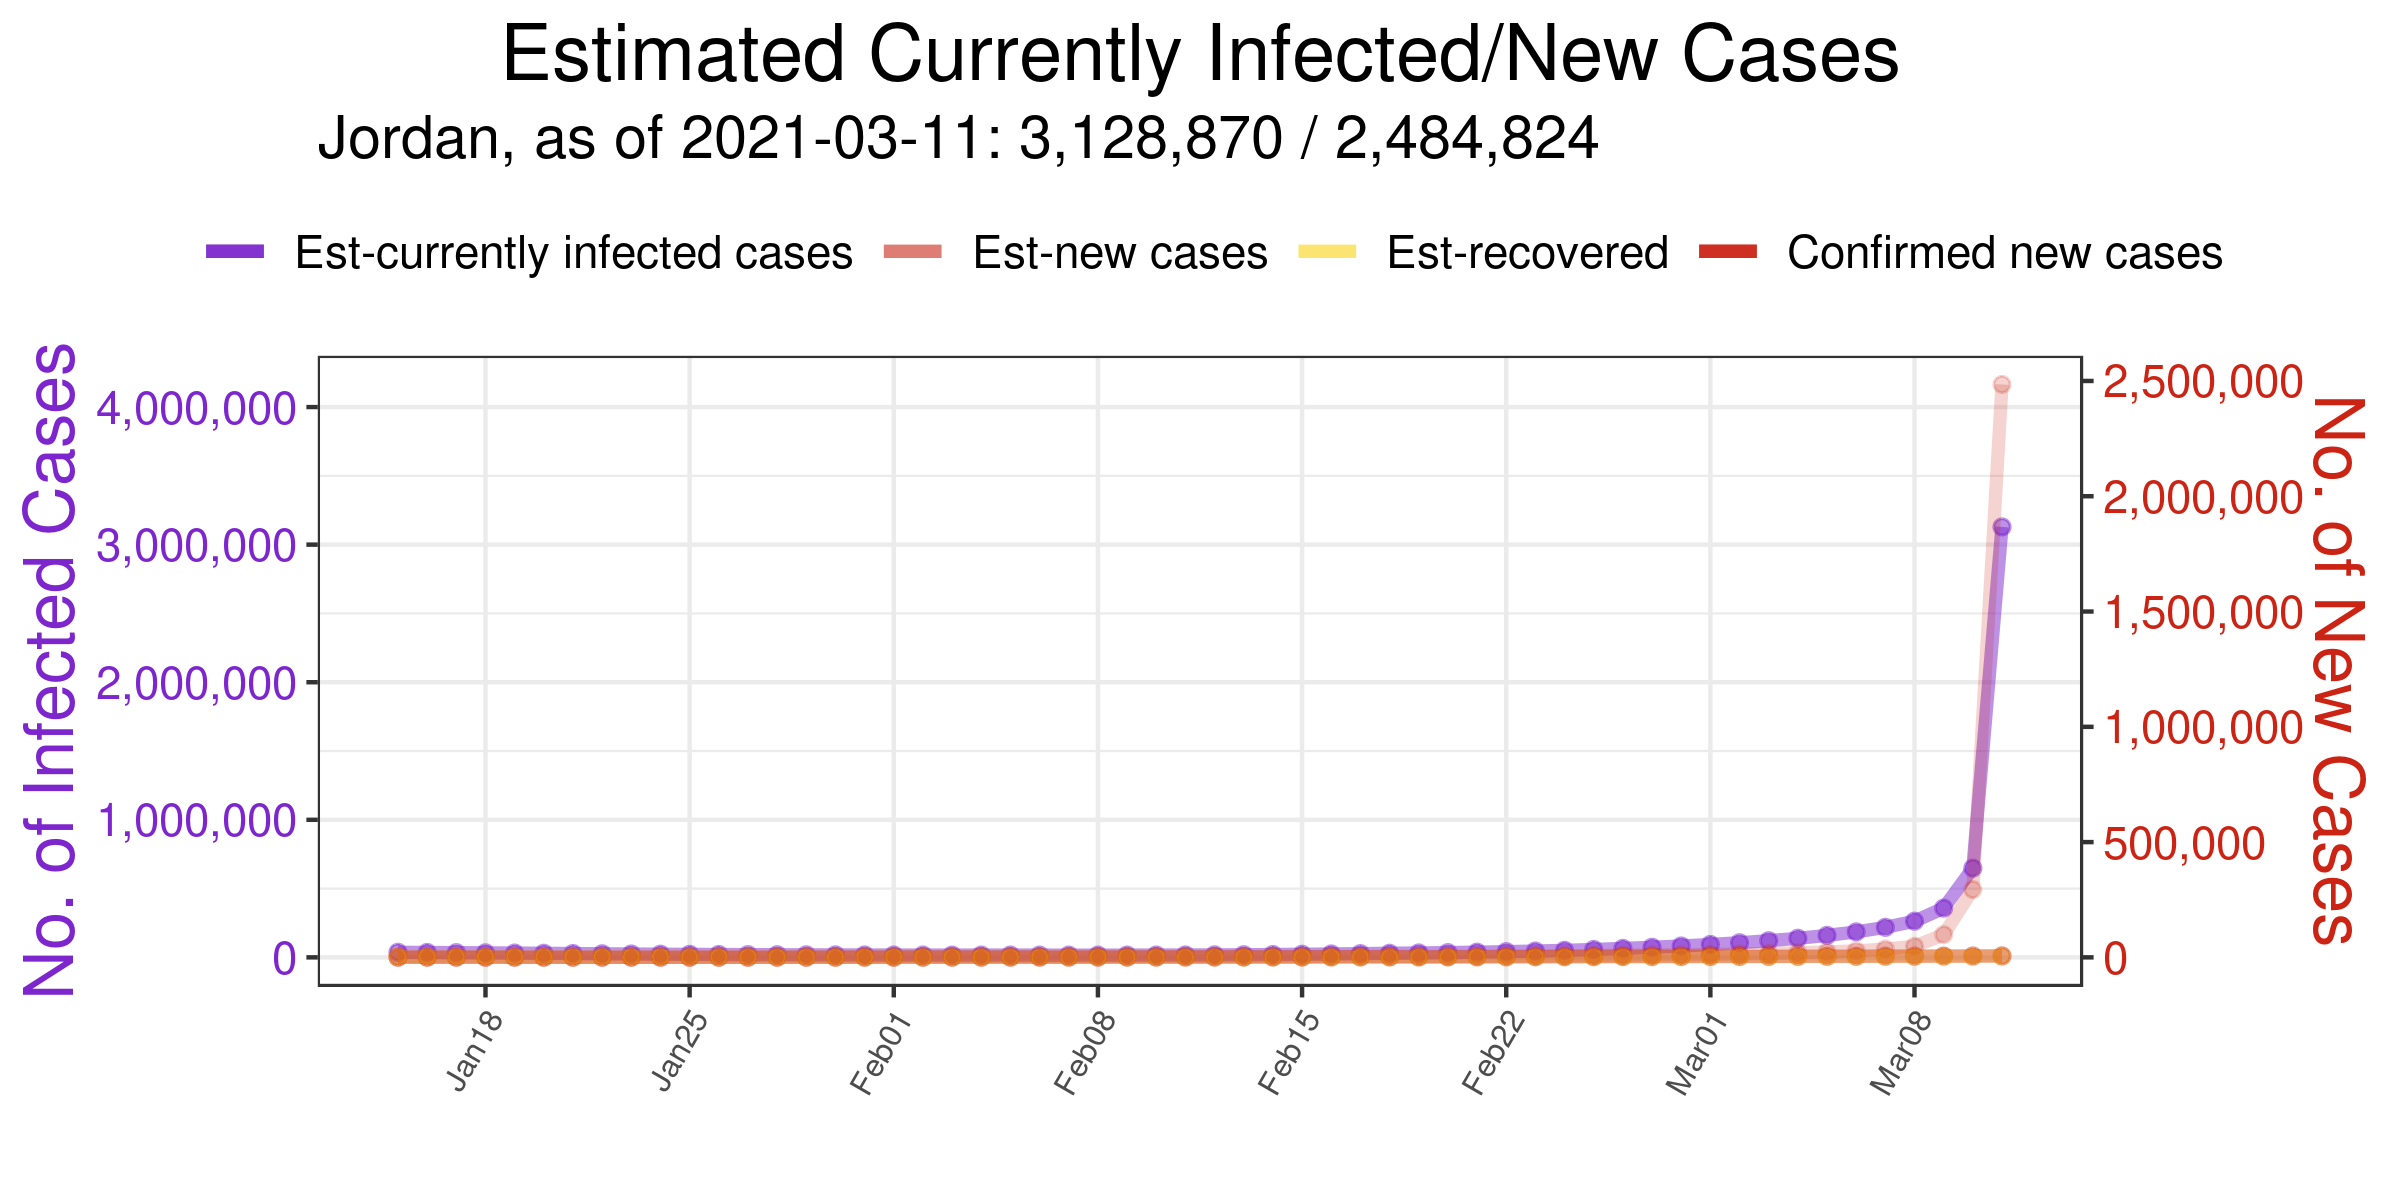 Estimated Currently Infected/New Cases
Jordan, as of 2021-03-11: 3,128,870 / 2,484,824
Est-currently infected cases Est-new cases Est-recovered Confirmed new cases
No. of Infected Cases
4,000,000
3,000,000
2,000,000
1,000,000
0
2,500,000
2,000,000
1,500,000
1,000,000
500,000
0
No. of New Cases
Jan18 Jan25 Feb01 Feb08 Feb15 Feb22 Mar01 Mar08